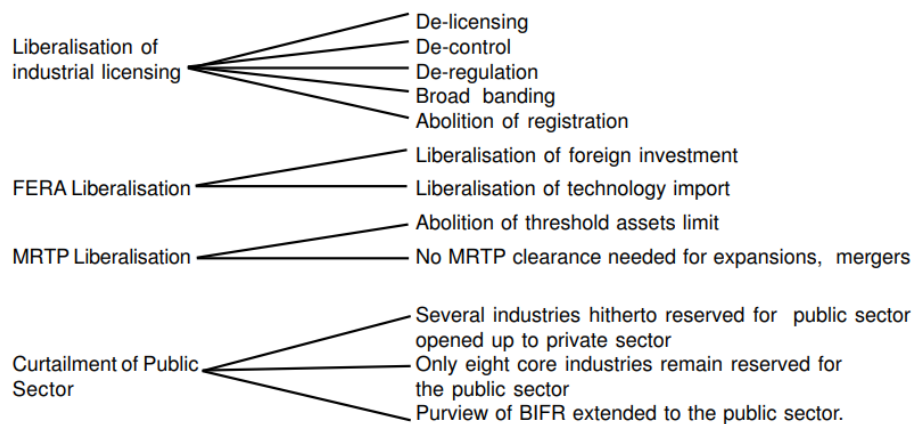 Liberalisation of
industrial licensing
De-licensing
De-control
De-regulation
Broad banding
Abolition of registration
FERA Liberalisation
Liberalisation of foreign investment
Liberalisation of technology import
MRTP Liberalisation
Abolition of threshold assets limit
No MRTP clearance needed for expansions, mergers
Curtailment of Public
Sector
Several industries hitherto reserved for public sector
opened up to private sector
Only eight core industries remain reserved for
the public sector
Purview of BIFR extended to the public sector.